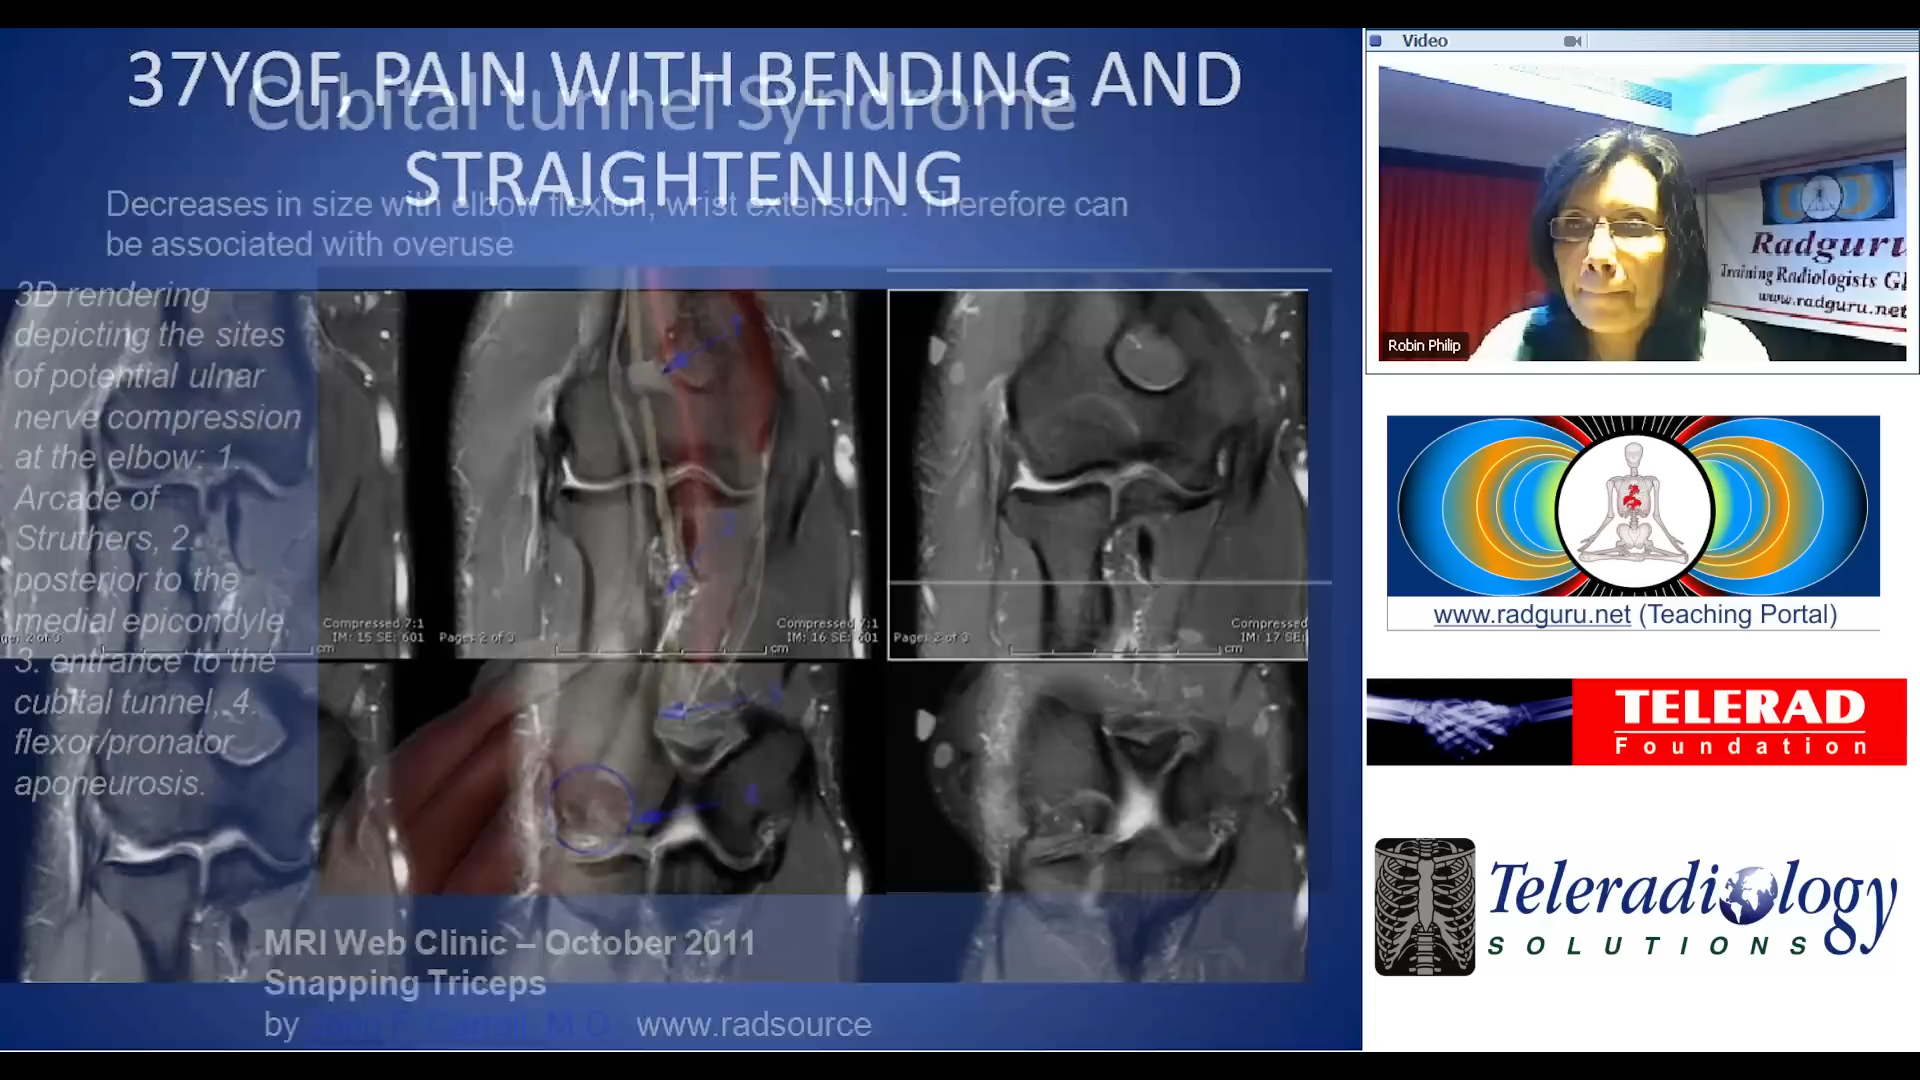 37YOF, PAIN WITH BENDING AND
STRAIGHTENING
Cubital tunnel Syndrome
Decreases in size with elbow flexion, wrist extension . Therefore can
be associated with overuse
3D rendering
depicting the sites
of potential ulnar
nerve compression
at the elbow: 1.
Arcade of
Struthers, 2.
posterior to the
medial epicondyle,
3. entrance to the
cubital tunnel, 4.
flexor/pronator
aponeurosis.
Compressed 7:1
IM: 15 SE: 601
cm
Page: 2 of 3
Compressed 7:1
IM: 16 SE: 601
cm
Page: 2 of 3
Compressed
IM: 17 SE:
cm
MRI Web Clinic – October 2011
Snapping Triceps
by M.D. www.radsource
Video
Radguru
Training Radiologists Gl
www.radguru.net
Robin Philip
www.radguru.net (Teaching Portal)
TELERAD
Foundation
Teleradiology
SOLUTIONS